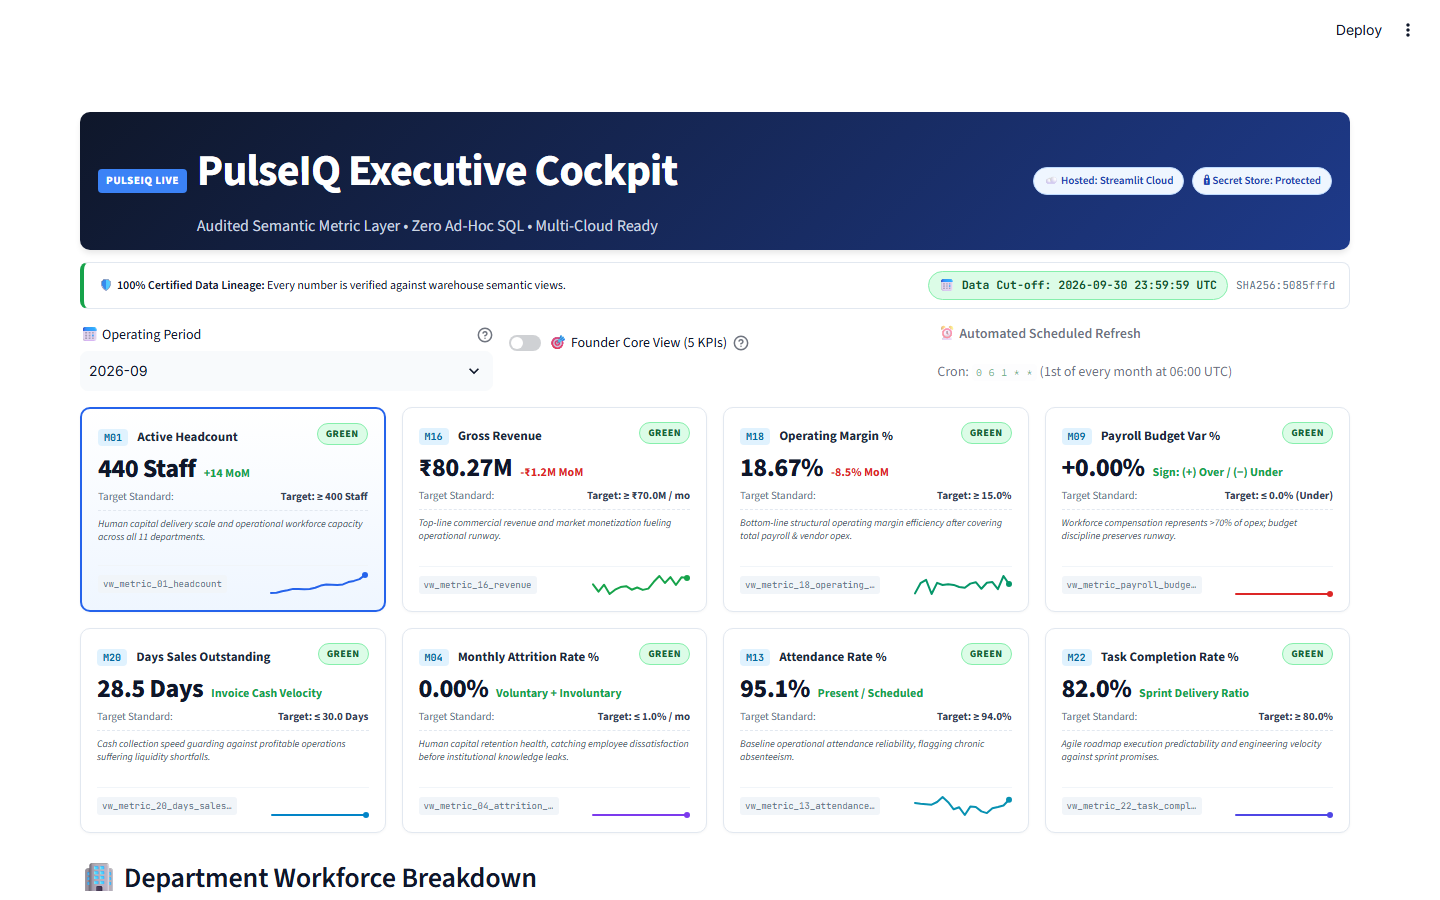 Deploy
PULSEIQ LIVE
PulseIQ Executive Cockpit
Audited Semantic Metric Layer • Zero Ad-Hoc SQL • Multi-Cloud Ready
Hosted: Streamlit Cloud
Secret Store: Protected
100% Certified Data Lineage: Every number is verified against warehouse semantic views.
Data Cut-off: 2026-09-30 23:59:59 UTC
SHA256:5085fffd
Operating Period
2026-09
Founder Core View (5 KPIs)
Automated Scheduled Refresh
Cron: 0 6 1 * * (1st of every month at 06:00 UTC)
M01 Active Headcount GREEN
440 Staff +14 MoM
Target Standard: Target: ≥ 400 Staff
Human capital delivery scale and operational workforce capacity
across all 11 departments.
vw_metric_01_headcount
M16 Gross Revenue GREEN
₹80.27M -₹1.2M MoM
Target Standard: Target: ≥ ₹70.0M / mo
Top-line commercial revenue and market monetization fueling
operational runway.
vw_metric_16_revenue
M18 Operating Margin % GREEN
18.67% -8.5% MoM
Target Standard: Target: ≥ 15.0%
Bottom-line structural operating margin efficiency after covering
total payroll & vendor opex.
vw_metric_18_operating_…
M09 Payroll Budget Var % GREEN
+0.00% Sign: (+) Over / (−) Under
Target Standard: Target: ≤ 0.0% (Under)
Workforce compensation represents >70% of opex; budget
discipline preserves runway.
vw_metric_payroll_budge…
M20 Days Sales Outstanding GREEN
28.5 Days Invoice Cash Velocity
Target Standard: Target: ≤ 30.0 Days
Cash collection speed guarding against profitable operations
suffering liquidity shortfalls.
vw_metric_20_days_sales…
M04 Monthly Attrition Rate % GREEN
0.00% Voluntary + Involuntary
Target Standard: Target: ≤ 1.0% / mo
Human capital retention health, catching employee dissatisfaction
before institutional knowledge leaks.
vw_metric_04_attrition_…
M13 Attendance Rate % GREEN
95.1% Present / Scheduled
Target Standard: Target: ≥ 94.0%
Baseline operational attendance reliability, flagging chronic
absenteeism.
vw_metric_13_attendance…
M22 Task Completion Rate % GREEN
82.0% Sprint Delivery Ratio
Target Standard: Target: ≥ 80.0%
Agile roadmap execution predictability and engineering velocity
against sprint promises.
vw_metric_22_task_compl…
Department Workforce Breakdown